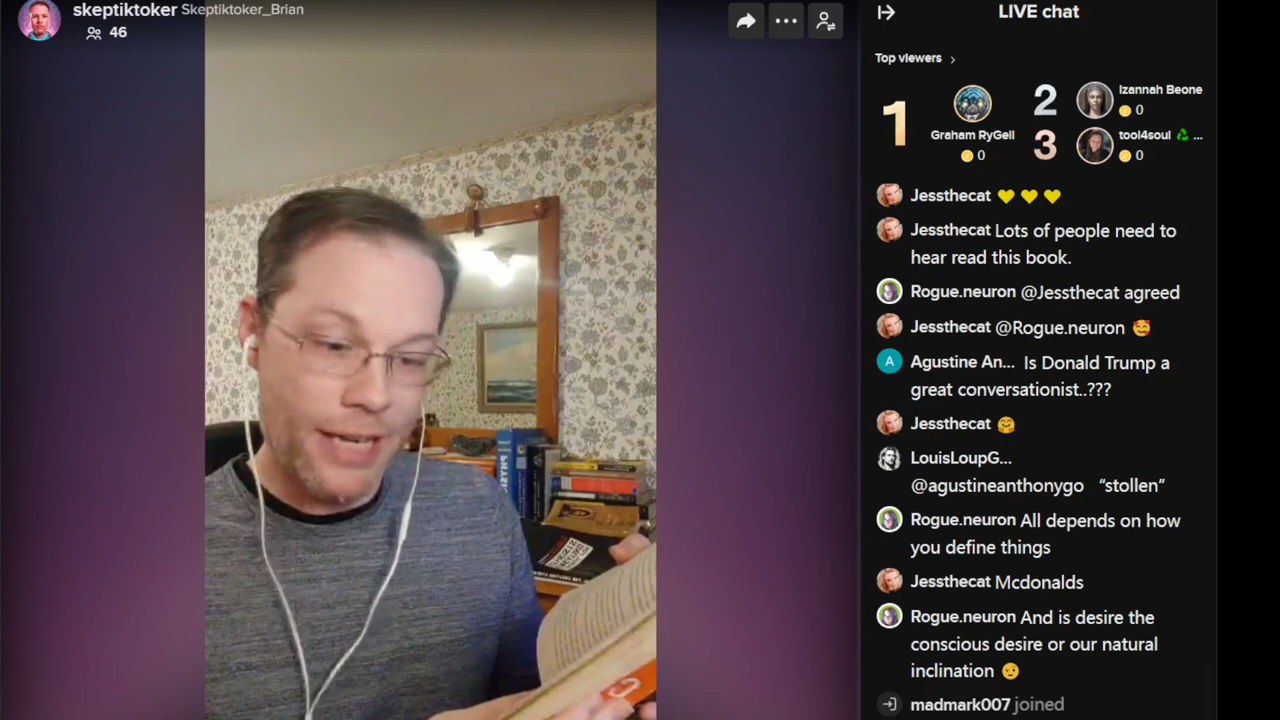 skeptiktoker Skeptiktoker_Brian
46
LIVE chat
Top viewers
1
Graham RyGell
0
2
Izannah Beone
0
3
tool4soul ♻ ...
0
Jessthecat 💛 💛 💛
Jessthecat Lots of people need to
hear read this book.
Rogue.neuron @Jessthecat agreed
Jessthecat @Rogue.neuron 🥰
A
Agustine An... Is Donald Trump a
great conversationist..???
Jessthecat 🤗
LouisLoupG...
@agustineanthonygo “stollen”
Rogue.neuron All depends on how
you define things
Jessthecat Mcdonalds
Rogue.neuron And is desire the
conscious desire or our natural
inclination 😟
madmark007 joined